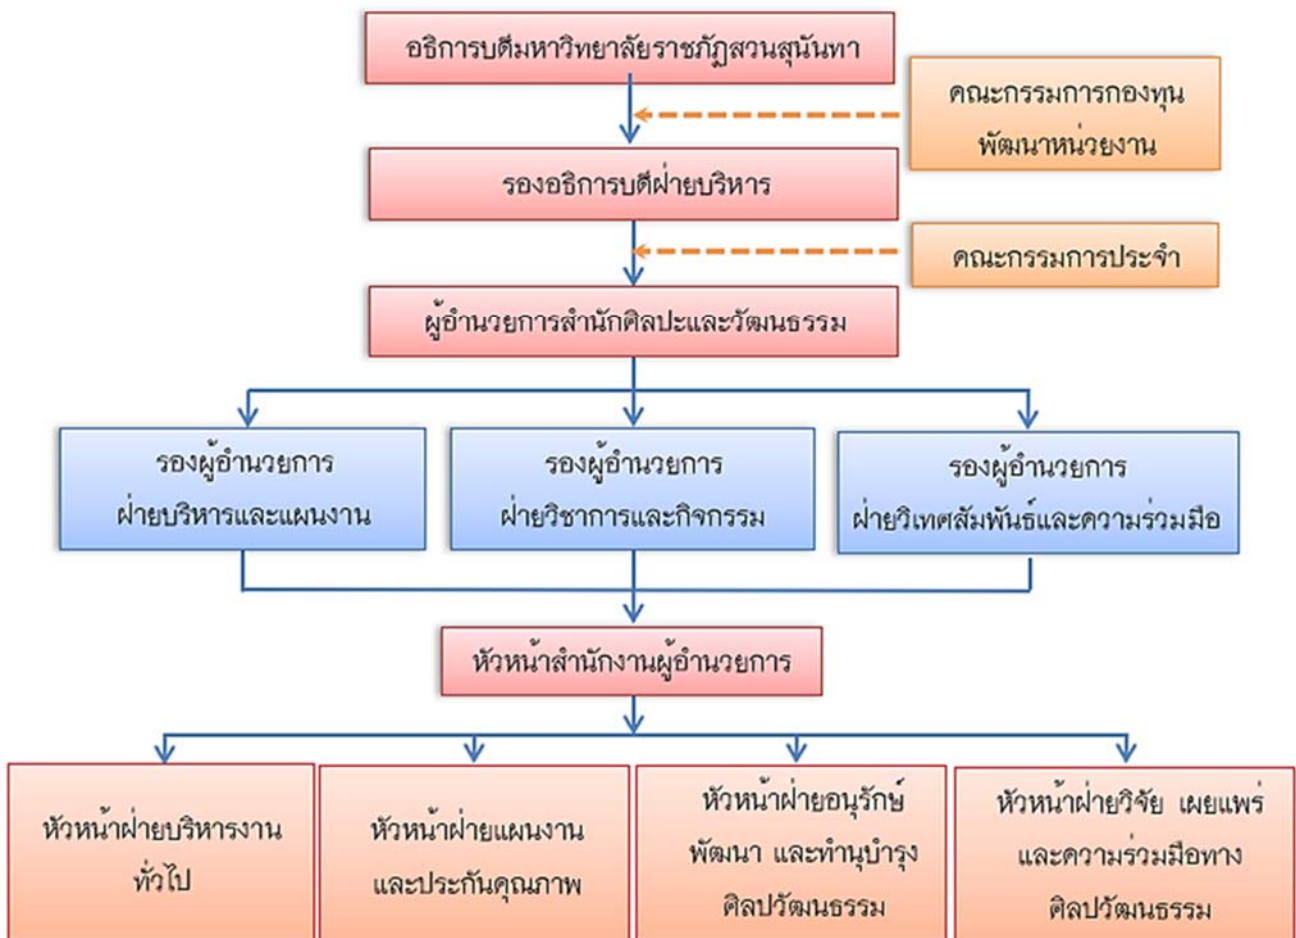 อธิการบดีมหาวิทยาลัยราชภัฏสวนสุนันทา
คณะกรรมการกองทุน
พัฒนาหน่วยงาน
รองอธิการบดีฝ่ายบริหาร
คณะกรรมการประจำ
ผู้อำนวยการสำนักศิลปะและวัฒนธรรม
รองผู้อำนวยการ
ฝ่ายบริหารและแผนงาน
รองผู้อำนวยการ
ฝ่ายวิชาการและกิจกรรม
รองผู้อำนวยการ
ฝ่ายวิเทศสัมพันธ์และความร่วมมือ
หัวหน้าสำนักงานผู้อำนวยการ
หัวหน้าฝ่ายบริหารงาน
ทั่วไป
หัวหน้าฝ่ายแผนงาน
และประกันคุณภาพ
หัวหน้าฝ่ายอนุรักษ์
พัฒนา และทำนุบำรุง
ศิลปวัฒนธรรม
หัวหน้าฝ่ายวิจัย เผยแพร่
และความร่วมมือทาง
ศิลปวัฒนธรรม